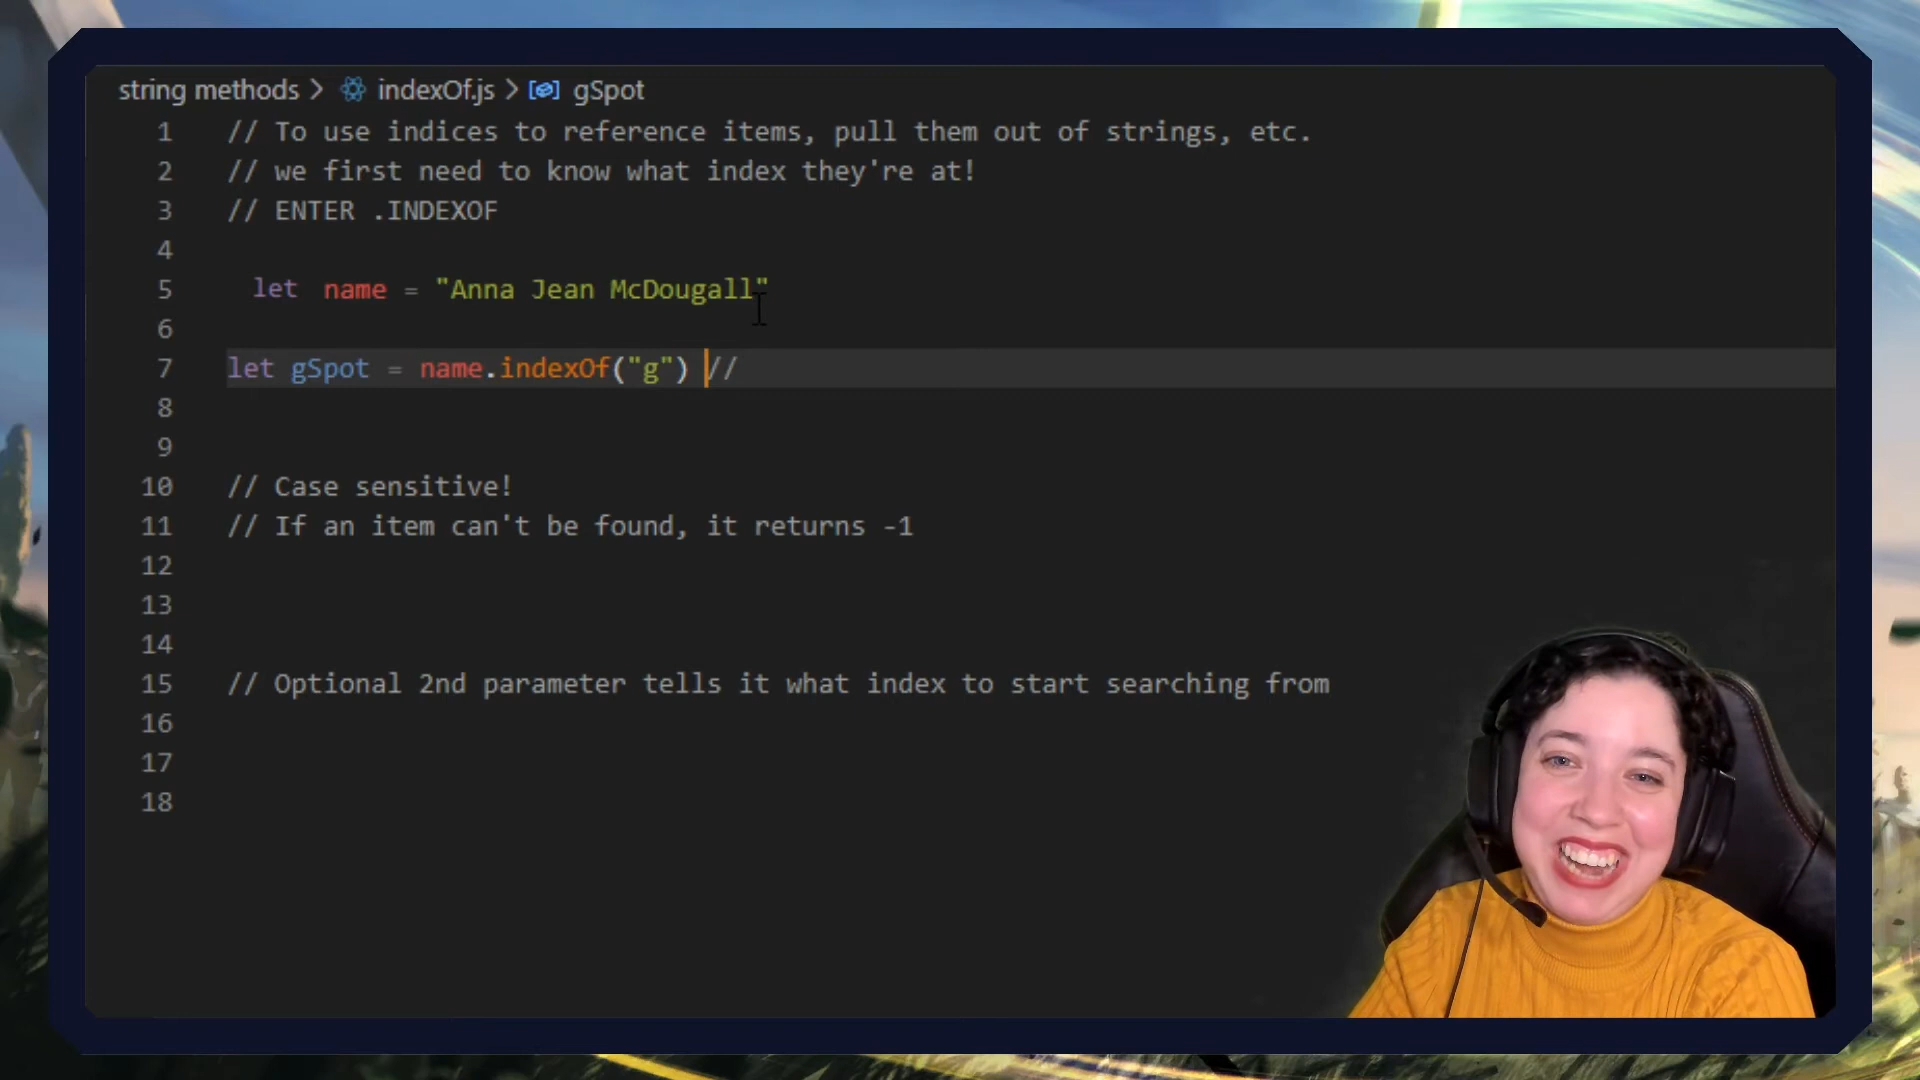 string methods > indexOf.js > gSpot
1 // To use indices to reference items, pull them out of strings, etc.
2 // we first need to know what index they're at!
3 // ENTER .INDEXOF
4
5 let name = "Anna Jean McDougall"
6
7 let gSpot = name.indexOf("g") //
8
9
10 // Case sensitive!
11 // If an item can't be found, it returns -1
12
13
14
15 // Optional 2nd parameter tells it what index to start searching from
16
17
18